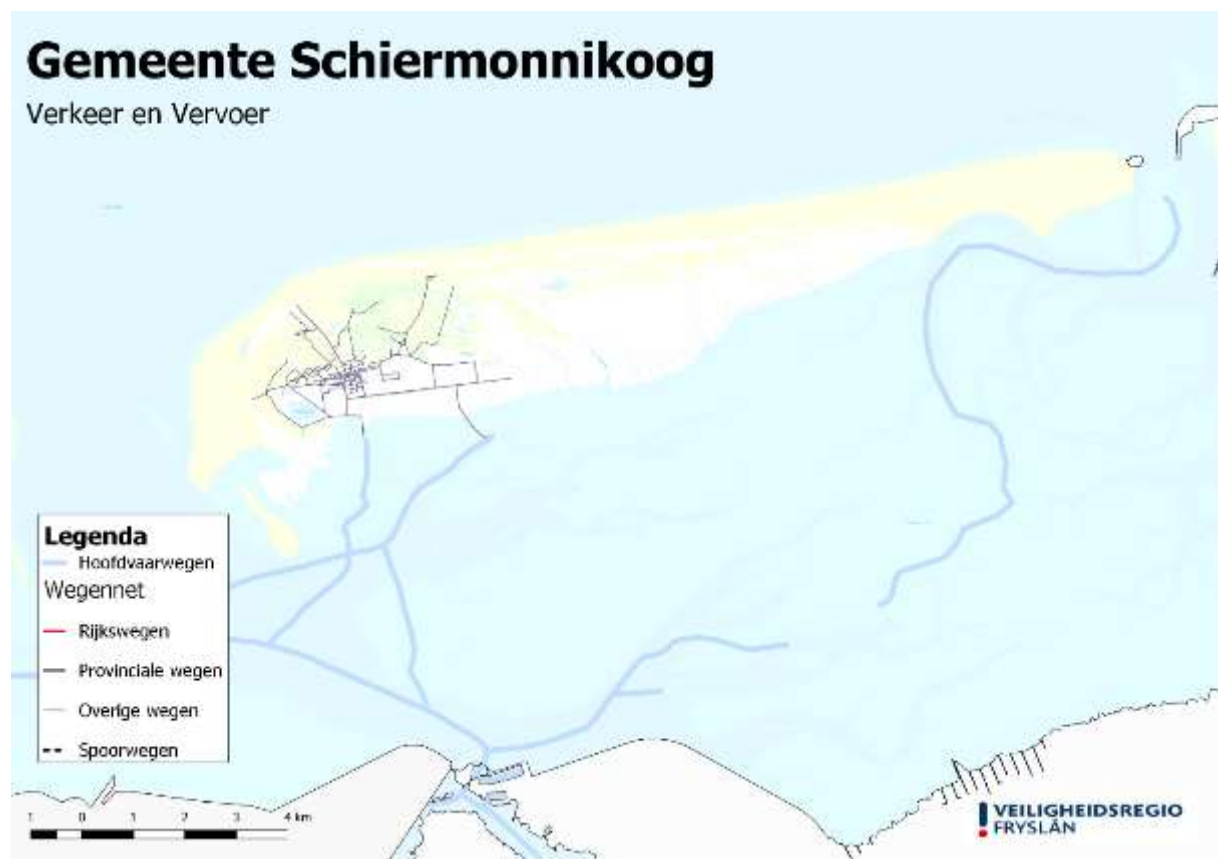 Gemeente Schiermonnikoog
Verkeer en Vervoer
Legenda
Hoofdvaarwegen
Wegennet
Rijkswegen
Provinciale wegen
Overige wegen
Spoorwegen
1 0 1 2 3 4 km
VEILIGHEIDSREGIO
FRYSLÂN